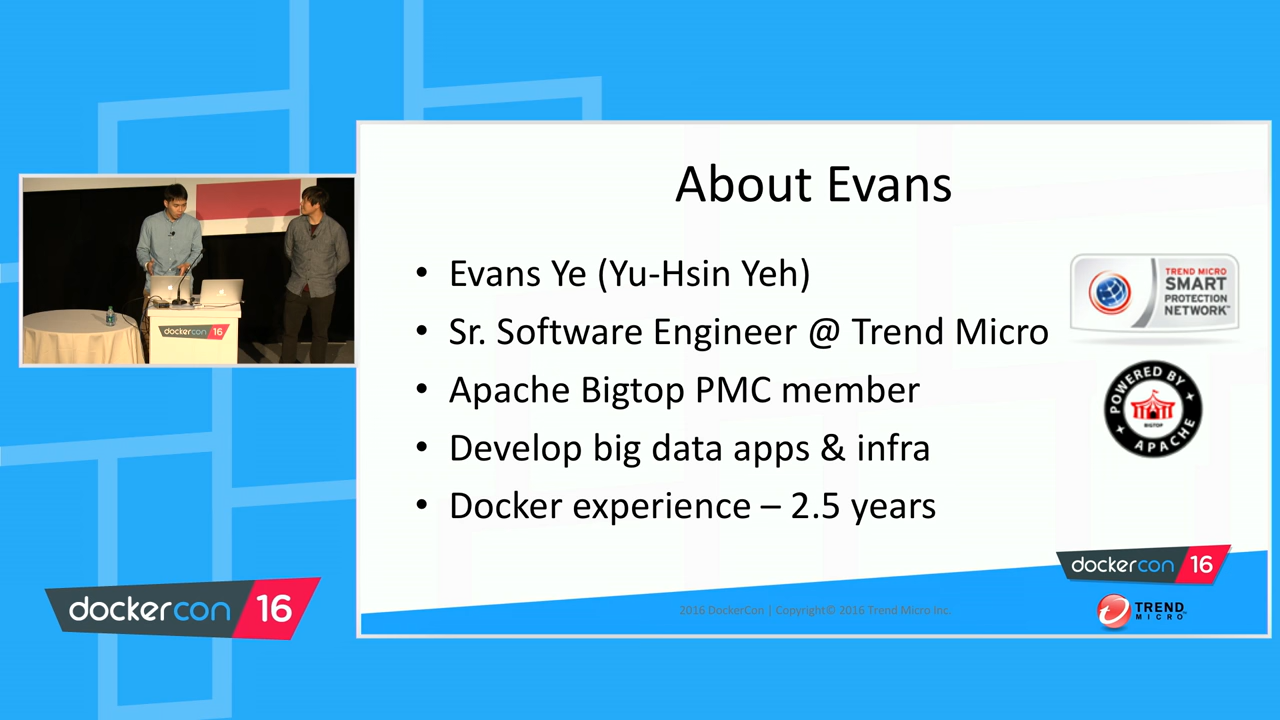 About Evans
• Evans Ye (Yu-Hsin Yeh)
• Sr. Software Engineer @ Trend Micro
• Apache Bigtop PMC member
• Develop big data apps & infra
• Docker experience – 2.5 years
TREND MICRO
SMART
PROTECTION
NETWORK™
POWERED BY
BIGTOP
APACHE
dockercon 16
2016 DockerCon | Copyright© 2016 Trend Micro Inc.
TREND
MICRO
dockercon 16
dockercon 16